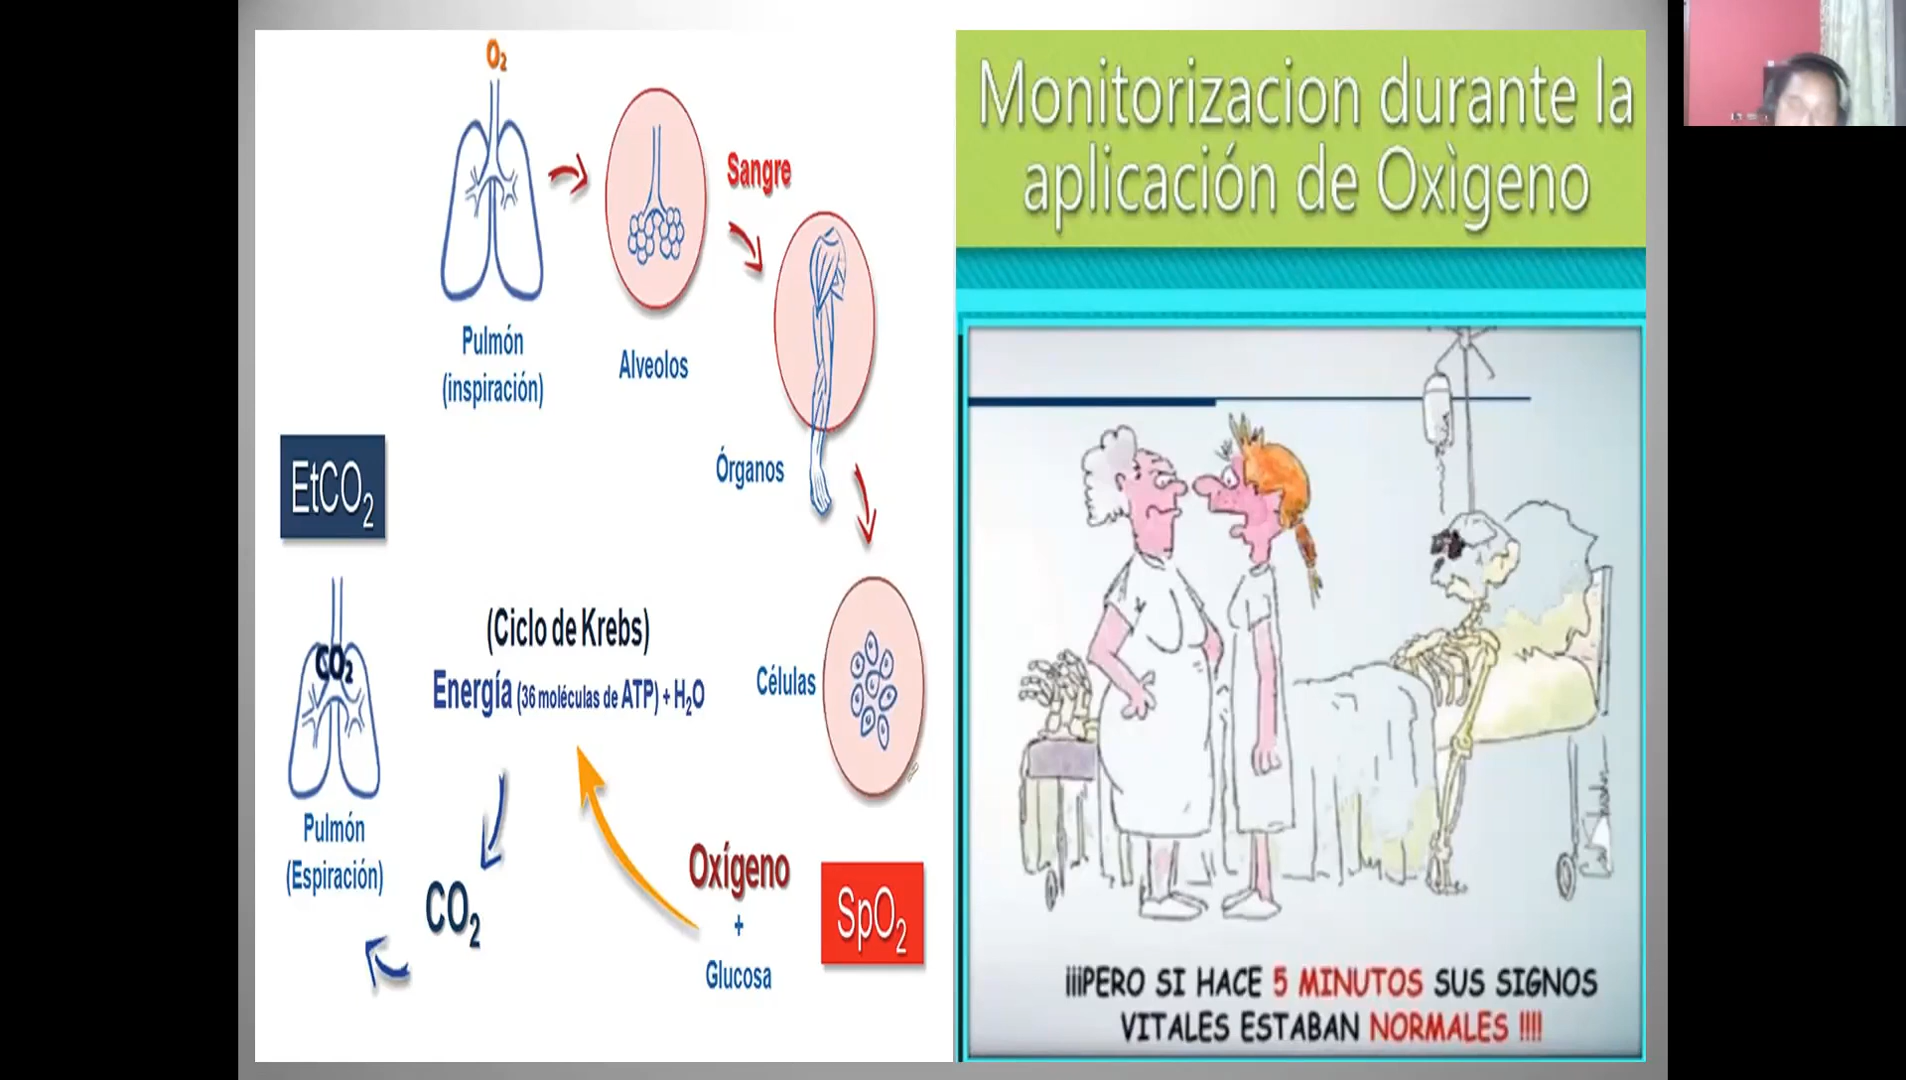 O₂
Sangre
Pulmón
(inspiración)
Alveolos
Órganos
EtCO₂
CO₂
(Ciclo de Krebs)
Energía (36 moléculas de ATP) + H₂O
Células
Pulmón
(Espiración)
CO₂
Oxígeno
+
Glucosa
SpO₂
Monitorizacion durante la
aplicación de Oxìgeno
¡¡¡PERO SI HACE 5 MINUTOS SUS SIGNOS
VITALES ESTABAN NORMALES !!!!